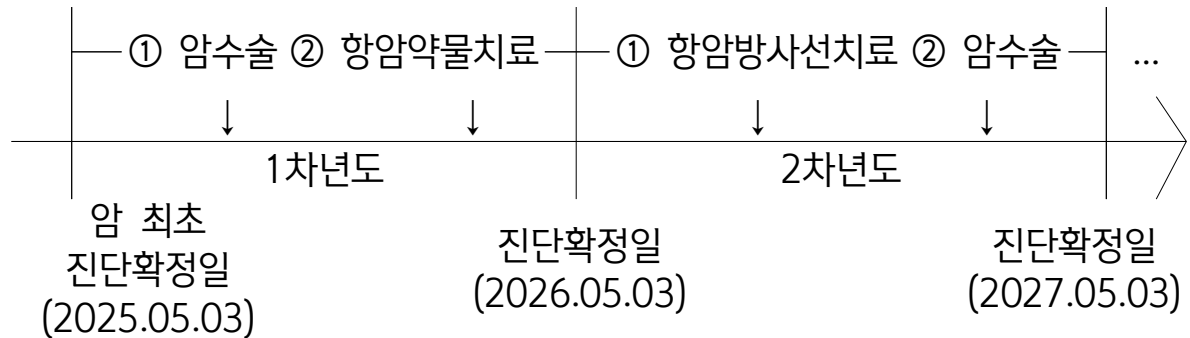 ① 암수술 ② 항암약물치료 ① 항암방사선치료 ② 암수술 ...
↓ ↓ ↓ ↓
1차년도 2차년도
암 최초
진단확정일
(2025.05.03)
진단확정일
(2026.05.03)
진단확정일
(2027.05.03)